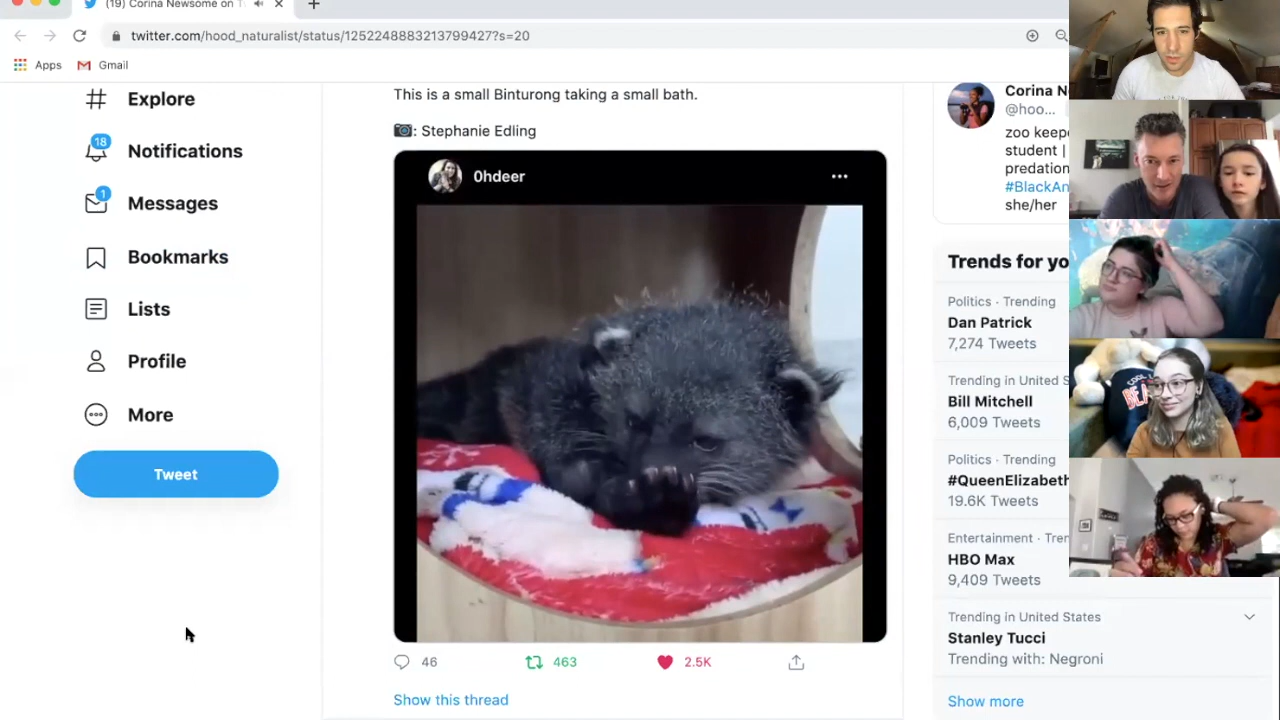 (19) Corina Newsome on Tw
twitter.com/hood_naturalist/status/1252248883213799427?s=20
Apps Gmail
Explore
18
Notifications
1
Messages
Bookmarks
Lists
Profile
More
Tweet
This is a small Binturong taking a small bath.
: Stephanie Edling
0hdeer
46 463 2.5K
Show this thread
Corina N
@hoo...
zoo keepe
student |
predation
#BlackAn
she/her
Trends for yo
Politics · Trending
Dan Patrick
7,274 Tweets
Trending in United S
Bill Mitchell
6,009 Tweets
Politics · Trending
#QueenElizabeth
19.6K Tweets
Entertainment · Tren
HBO Max
9,409 Tweets
Trending in United States
Stanley Tucci
Trending with: Negroni
Show more
COOL
BEA